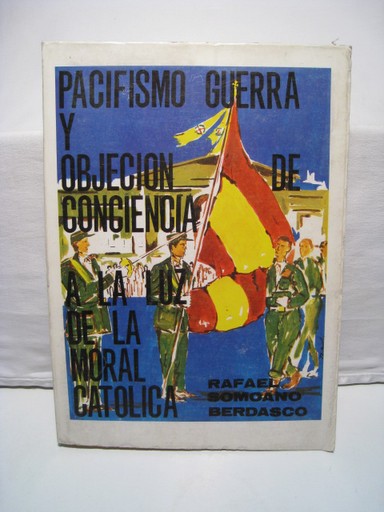 PACIFISMO GUERRA
Y
OBJECION DE
CONCIENCIA
A LA LUZ
DE LA
MORAL
CATOLICA
RAFAEL
SOMOANO
BERDASCO